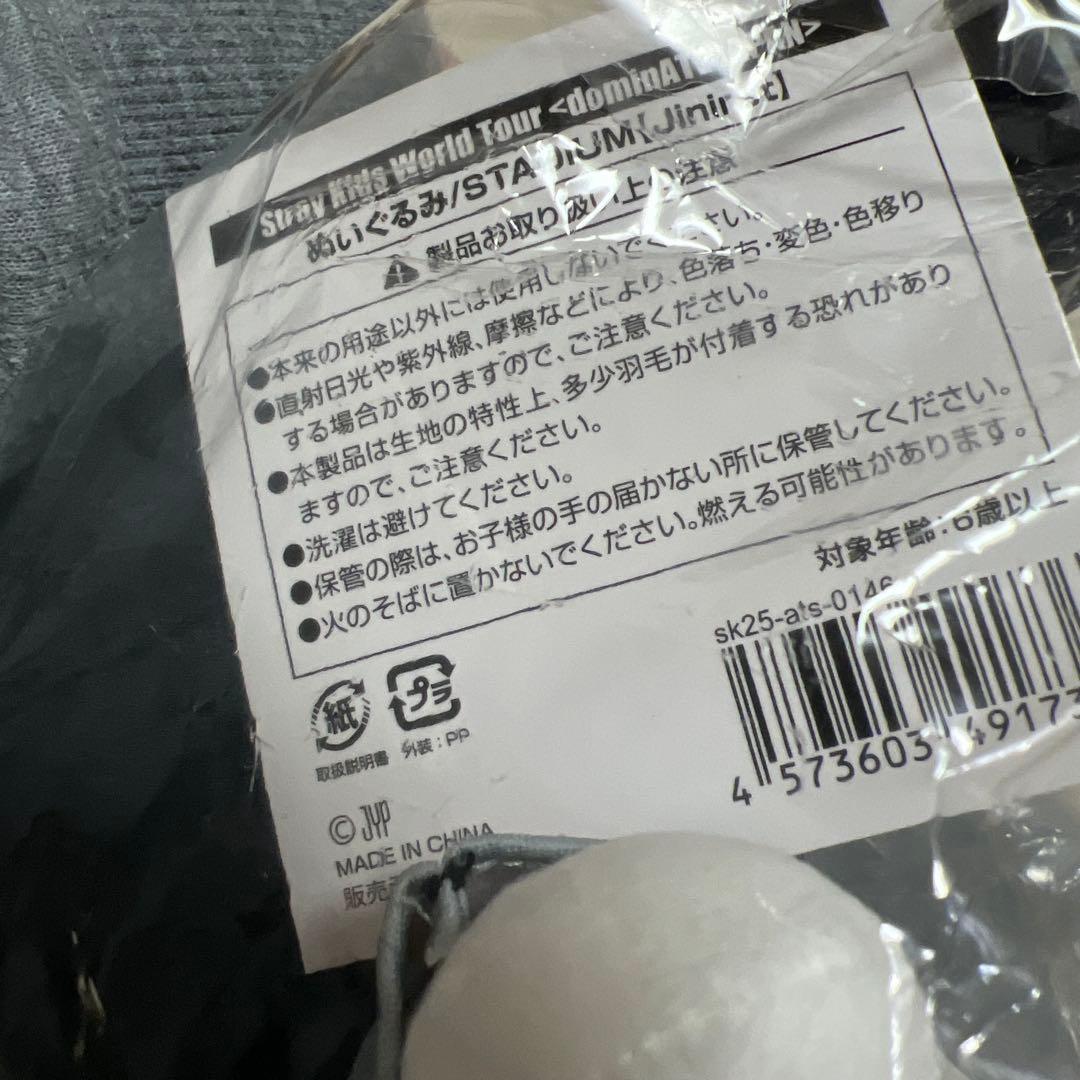 Stray Kids World Tour <dominAT
ぬいぐるみ/STADIUM【Jinir
製品お取り扱い上の注意
●本来の用途以外には使用しないでください。
●直射日光や紫外線、摩擦などにより、色落ち・変色・色移り
する場合がありますので、ご注意ください。
●本製品は生地の特性上、多少羽毛が付着する恐れがあり
ますので、ご注意ください。
●洗濯は避けてください。
●保管の際は、お子様の手の届かない所に保管してください。
●火のそばに置かないでください。燃える可能性があります。
対象年齢：6歳以上
sk25-ats-0146
4 573603 49173
紙 プラ
取扱説明書 外装：PP
© JYP
MADE IN CHINA
販売